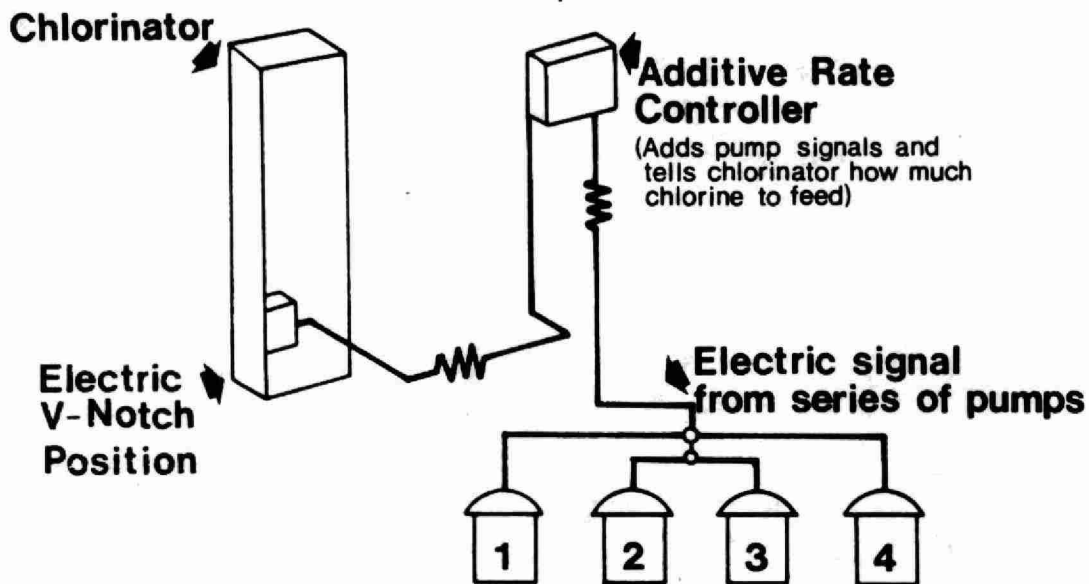 Chlorinator
Additive Rate
Controller
(Adds pump signals and
tells chlorinator how much
chlorine to feed)
Electric
V-Notch
Position
Electric signal
from series of pumps
1 2 3 4